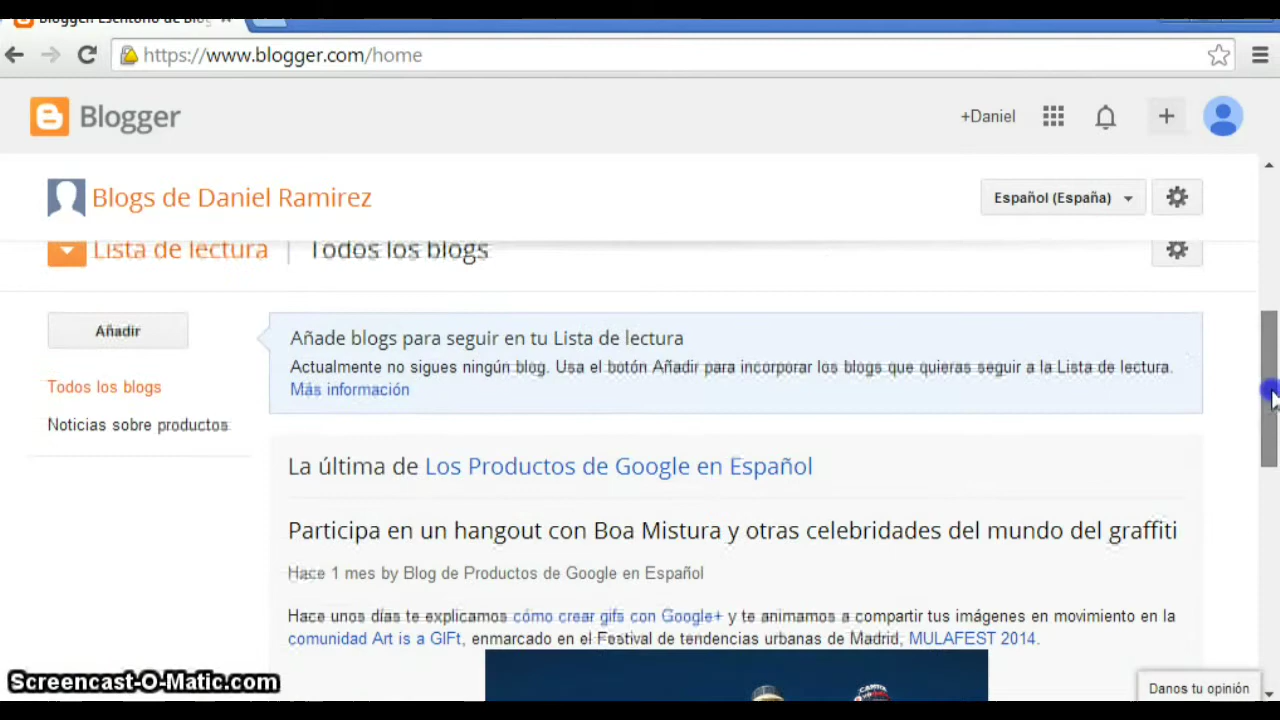 Blogger: Escritorio de Blog
https://www.blogger.com/home
Blogger
+Daniel
Blogs de Daniel Ramirez
Español (España)
Lista de lectura | Todos los blogs
Añadir
Añade blogs para seguir en tu Lista de lectura
Actualmente no sigues ningún blog. Usa el botón Añadir para incorporar los blogs que quieras seguir a la Lista de lectura.
Más información
Todos los blogs
Noticias sobre productos
La última de Los Productos de Google en Español
Participa en un hangout con Boa Mistura y otras celebridades del mundo del graffiti
Hace 1 mes by Blog de Productos de Google en Español
Hace unos días te explicamos cómo crear gifs con Google+ y te animamos a compartir tus imágenes en movimiento en la
comunidad Art is a GIFt, enmarcado en el Festival de tendencias urbanas de Madrid, MULAFEST 2014.
Screencast-O-Matic.com
Danos tu opinión